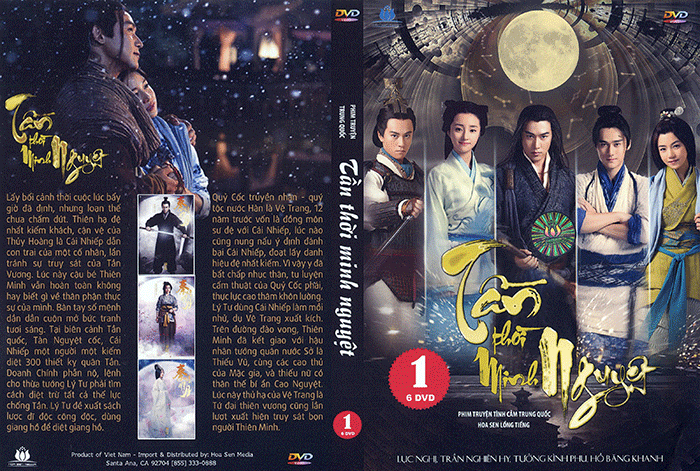 Tần
thời
Minh Nguyệt
Lấy bối cảnh thời cuộc lúc bấy
giờ đã định, nhưng loạn thế
chưa chấm dứt. Thiên hạ đệ
nhất kiếm khách, cận vệ của
Thủy Hoàng là Cái Nhiếp dẫn
con trai của một cố nhân, lẩn
tránh sự truy sát của Tần
Vương. Lúc này cậu bé Thiên
Minh vẫn hoàn toàn không
hay biết gì về thân phận thực
sự của mình. Bàn tay số mệnh
dần dần cuốn mở bức tranh
tươi sáng. Tại biên cảnh Tần
quốc, Tàn Nguyệt cốc, Cái
Nhiếp một người một kiếm
diệt 300 thiết kỵ quân Tần.
Doanh Chính phẫn nộ, lệnh
cho thừa tướng Lý Tư phải tìm
cách diệt trừ tất cả thế lực
chống Tần. Lý Tư đề xuất sách
lược dĩ độc công độc, dùng
giang hồ để diệt giang hồ.
Quỷ Cốc truyền nhân - quý
tộc nước Hàn là Vệ Trang, 12
năm trước vốn là đồng môn
sư đệ với Cái Nhiếp, lúc nào
cũng nung nấu ý định đánh
bại Cái Nhiếp, đoạt lấy danh
hiệu đệ nhất kiếm. Vì vậy y đã
bất chấp nhục thân, tu luyện
cấm thuật của Quỷ Cốc phái,
thực lực cao thâm khôn lường.
Lý Tư dùng Cái Nhiếp làm mồi
nhử, dụ Vệ Trang xuất kích.
Trên đường đào vong, Thiên
Minh đã kết giao với hậu
nhân tướng quân nước Sở là
Thiếu Vũ, cùng các cao thủ
của Mặc gia, và thiếu nữ có
thân thế bí ẩn Cao Nguyệt.
Lúc này thủ hạ của Vệ Trang là
Tứ đại thiên vương cũng lần
lượt xuất hiện truy sát bọn
người Thiên Minh.
Product of Viet Nam - Import & Distributed by: Hoa Sen Media
Santa Ana, CA 92704 (855) 333-0888
DVD
DVD
PHIM TRUYỆN
TRUNG QUỐC
Tần thời minh nguyệt
1
6 DVD
DVD
Tần
thời
Minh Nguyệt
1
6 DVD
PHIM TRUYỆN TÌNH CẢM TRUNG QUỐC
HOA SEN LỒNG TIẾNG
LỤC NGHỊ, TRẦN NGHIÊN HY, TƯỞNG KÍNH PHU, HỒ BĂNG KHANH